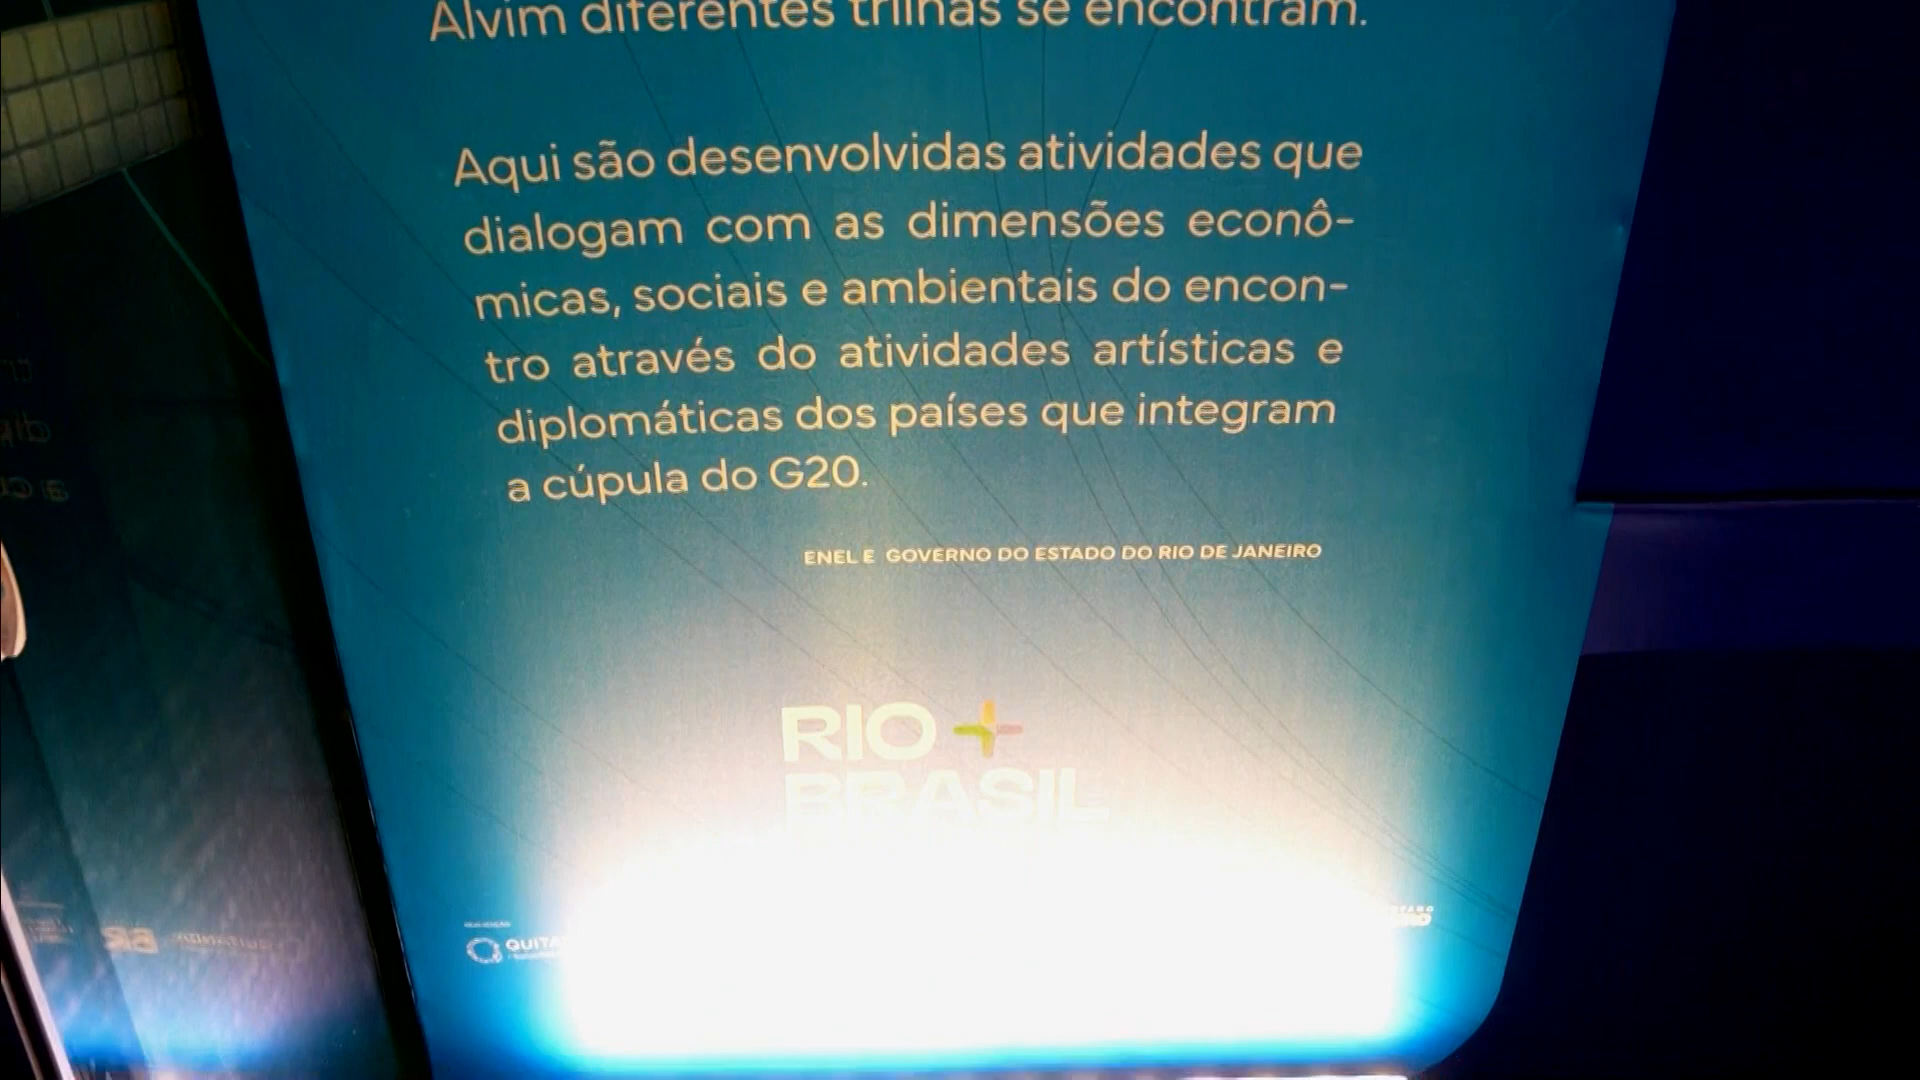 Alvim diferentes trilhas se encontram.
Aqui são desenvolvidas atividades que
dialogam com as dimensões econô-
micas, sociais e ambientais do encon-
tro através do atividades artísticas e
diplomáticas dos países que integram
a cúpula do G20.
ENEL E GOVERNO DO ESTADO DO RIO DE JANEIRO
RIO +
BRASIL